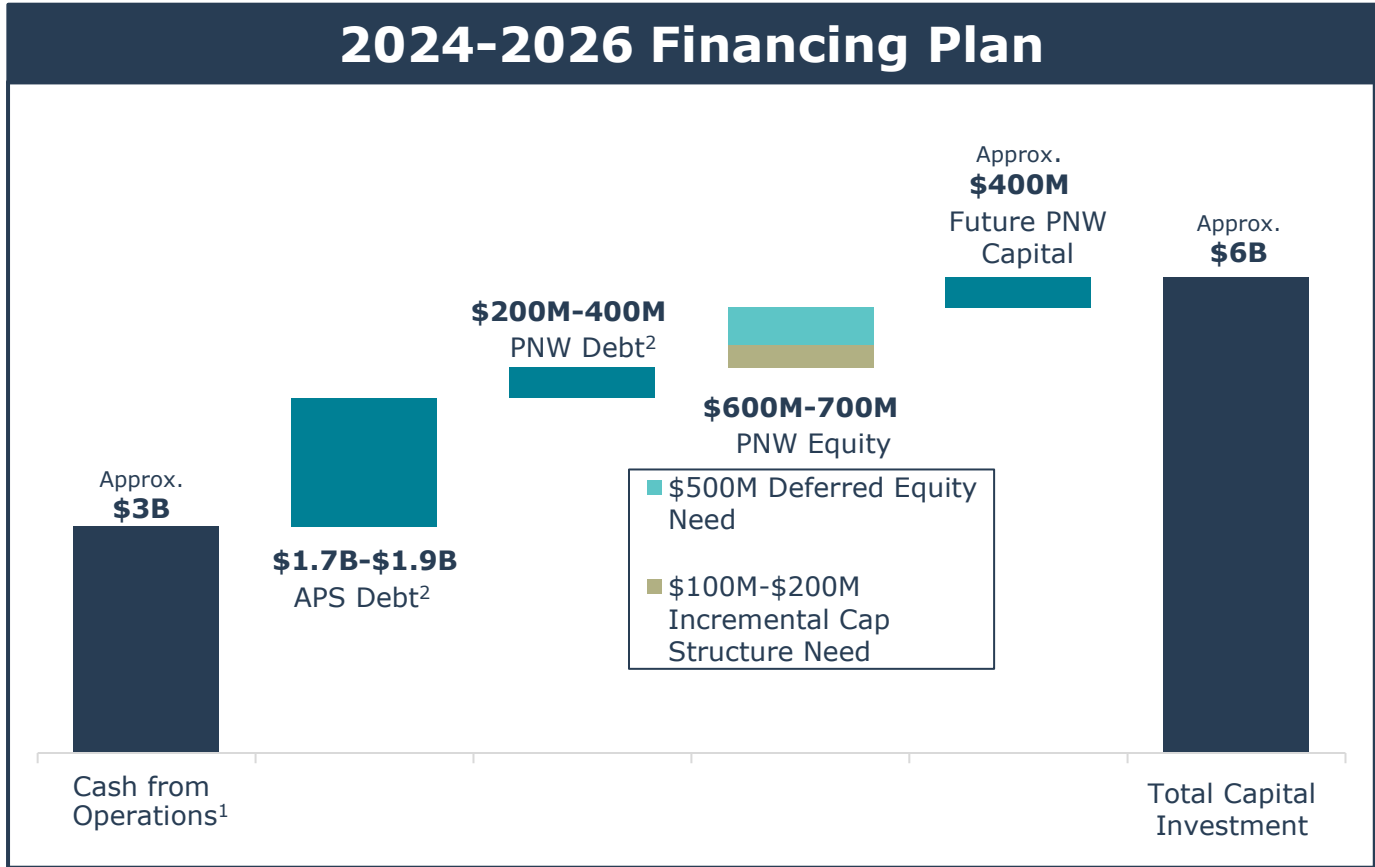 2024-2026 Financing Plan
Approx.
$3B
$1.7B-$1.9B
APS Debt²
$200M-400M
PNW Debt²
$600M-700M
PNW Equity
$500M Deferred Equity
Need
$100M-$200M
Incremental Cap
Structure Need
Approx.
$400M
Future PNW
Capital
Approx.
$6B
Cash from
Operations¹
Total Capital
Investment